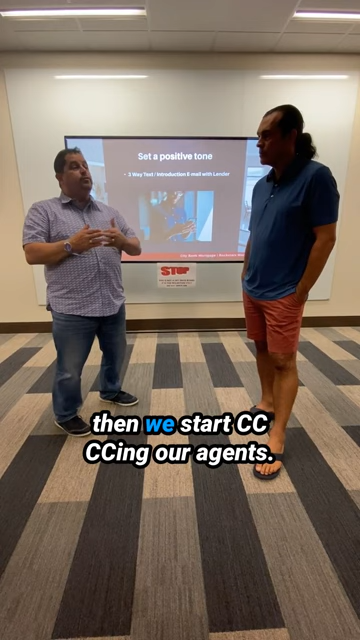 Set a positive tone
• 3 Way Text / Introduction E-mail with Lender
STOP
then we start CC
CCing our agents.